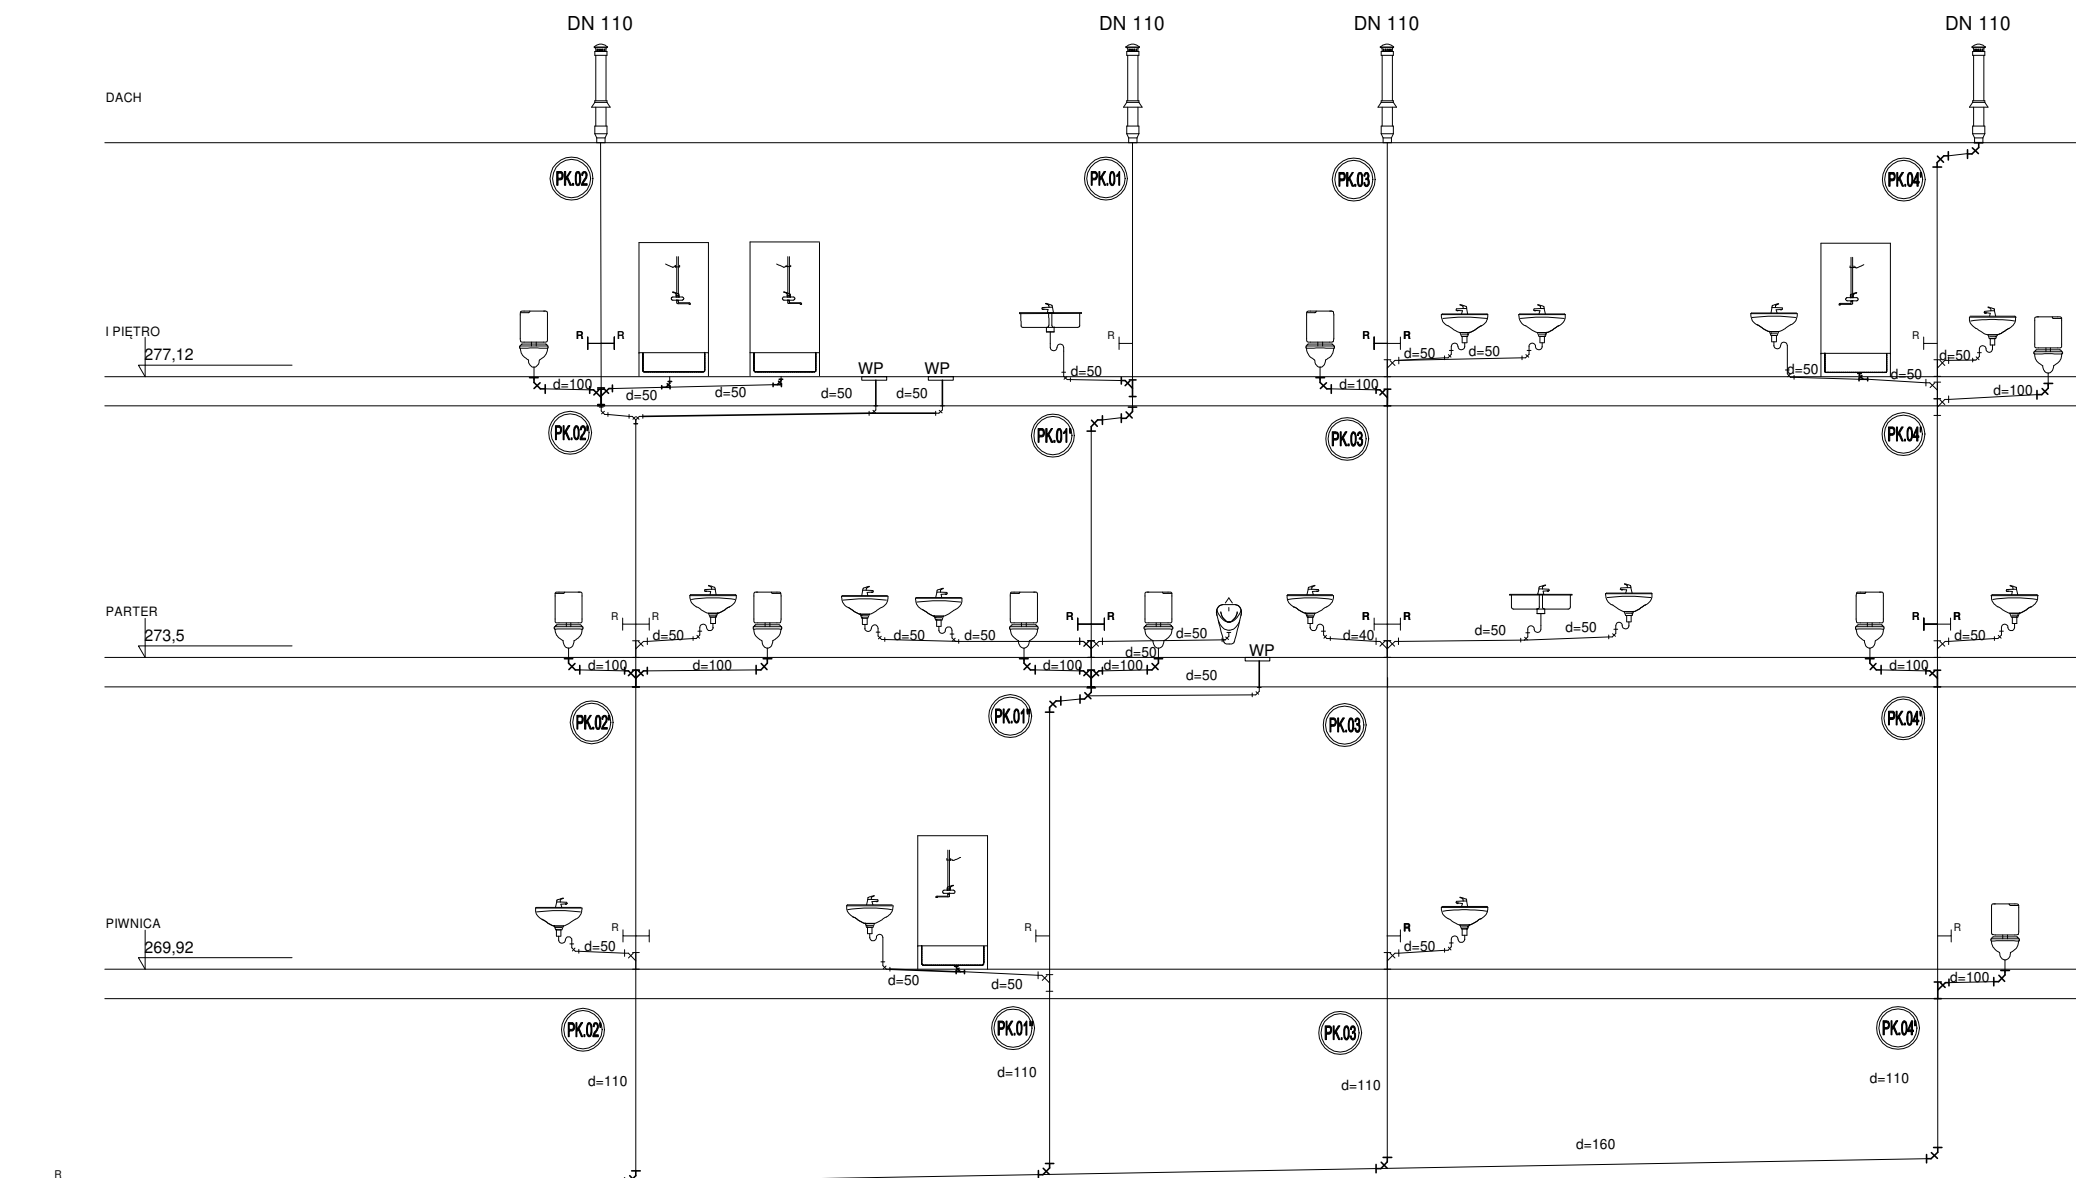 DN 110 DN 110 DN 110 DN 110
DACH
PK.02 PK.01 PK.03 PK.04'
I PIĘTRO
277,12
R R R R R R
d=50 d=50 d=50
WP WP
d=100 d=50 d=50 d=50 d=50 d=50 d=100 d=50 d=50 d=100
PK.02' PK.01' PK.03 PK.04'
PARTER
273,5
R R R R R R R R
d=50 d=50 d=50 d=50 d=40 d=50 d=50 d=50
d=50
WP
d=100 d=100 d=100 d=100 d=50 d=100
PK.02' PK.01" PK.03 PK.04'
PIWNICA
269,92
R R R R
d=50 d=50
d=50 d=50 d=100
PK.02' PK.01" PK.03 PK.04'
d=110 d=110 d=110 d=110
d=160
R